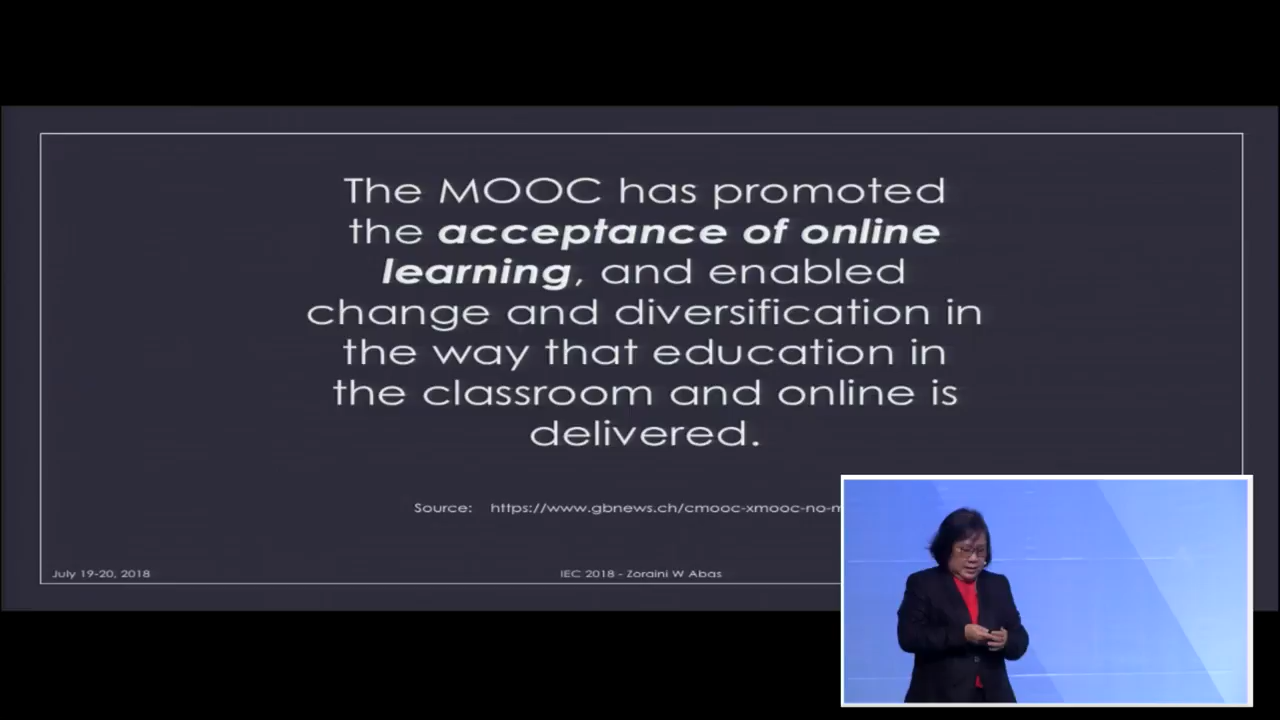 The MOOC has promoted
the acceptance of online
learning, and enabled
change and diversification in
the way that education in
the classroom and online is
delivered.
Source: https://www.gbnews.ch/cmooc-xmooc-no-m
July 19-20, 2018
IEC 2018 - Zoraini W Abas